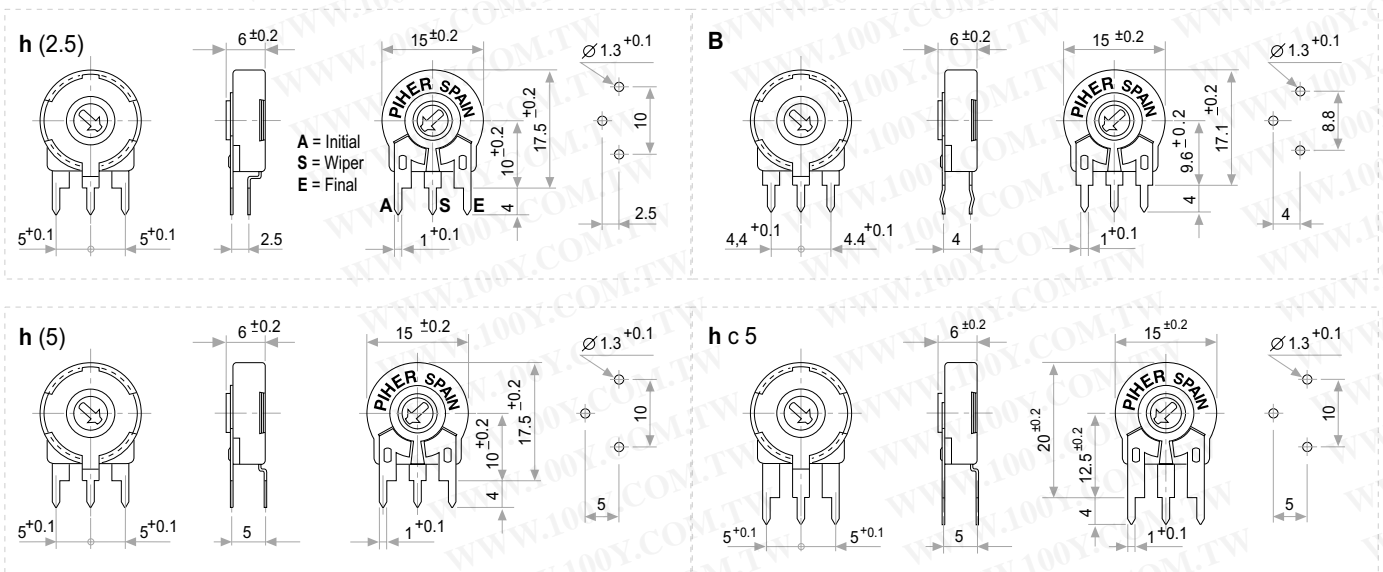 h (2.5)
6 ±0.2
15 ±0.2
Ø 1.3 +0.1
PIHER SPAIN
A = Initial
S = Wiper
E = Final
10 ±0.2
17.5 ±0.2
10
A S E
4
2.5
5 +0.1
5 +0.1
2.5
1 +0.1
B
6 ±0.2
15 ±0.2
Ø 1.3 +0.1
PIHER SPAIN
9.6 ±0.2
17.1 ±0.2
8.8
4
4
4,4 +0.1
4.4 +0.1
4
1 +0.1
h (5)
6 ±0.2
15 ±0.2
Ø 1.3 +0.1
PIHER SPAIN
10 ±0.2
17.5 ±0.2
10
4
5
5 +0.1
5 +0.1
5
1 +0.1
h c 5
6 ±0.2
15 ±0.2
Ø 1.3 +0.1
PIHER SPAIN
20 ±0.2
12.5 ±0.2
10
4
5
5 +0.1
5 +0.1
5
1 +0.1
WWW.100Y.COM.TW